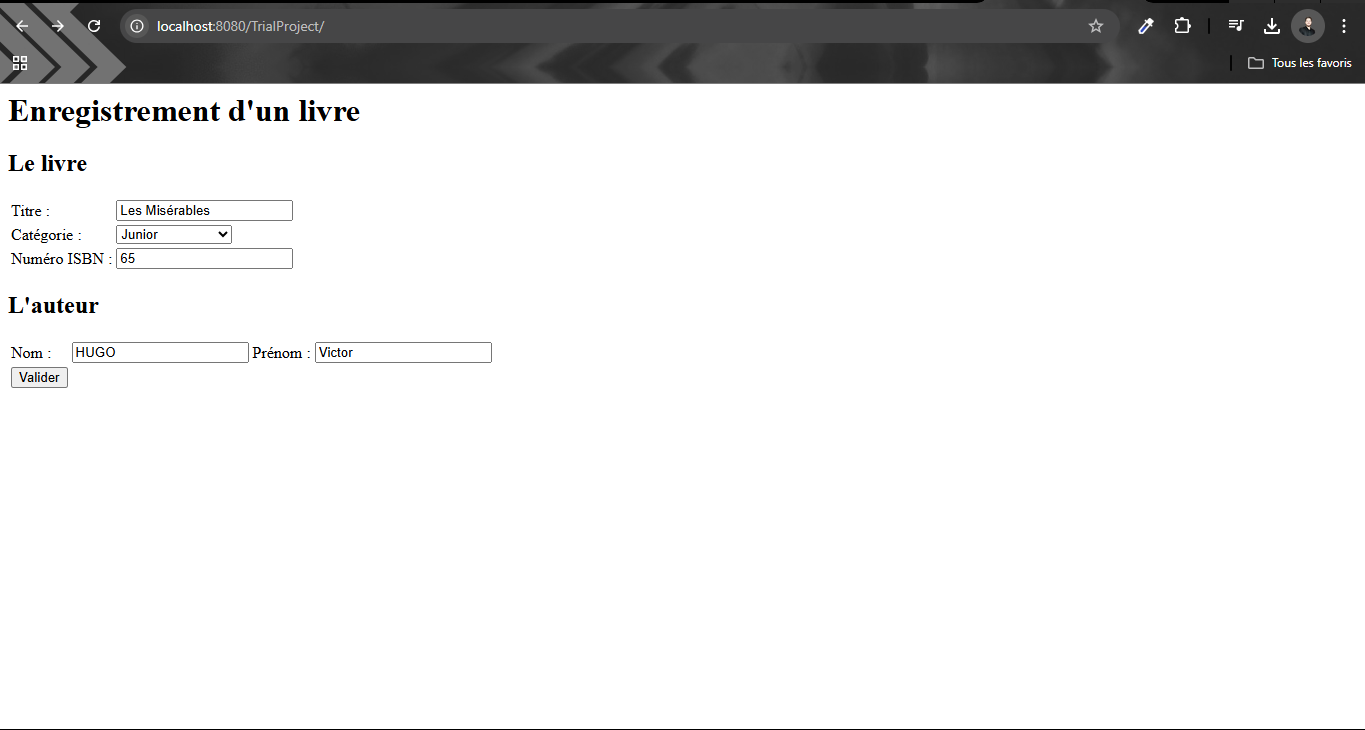 localhost:8080/TrialProject/
Tous les favoris
Enregistrement d'un livre
Le livre
Titre : Les Misérables
Catégorie : Junior
Numéro ISBN : 65
L'auteur
Nom : HUGO Prénom : Victor
Valider